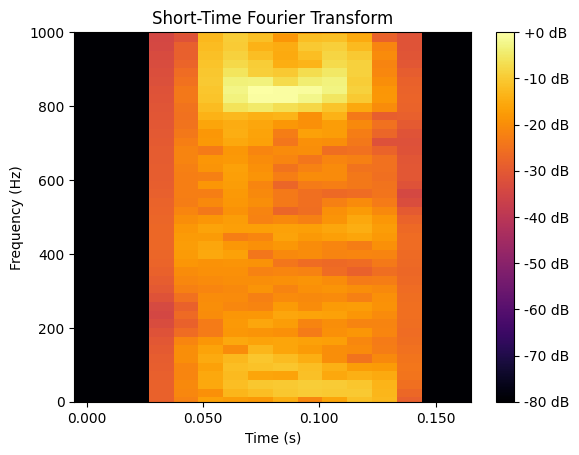 Short-Time Fourier Transform
1000
800
600
400
200
0
Frequency (Hz)
0.000
0.050
0.100
0.150
Time (s)
+0 dB
-10 dB
-20 dB
-30 dB
-40 dB
-50 dB
-60 dB
-70 dB
-80 dB